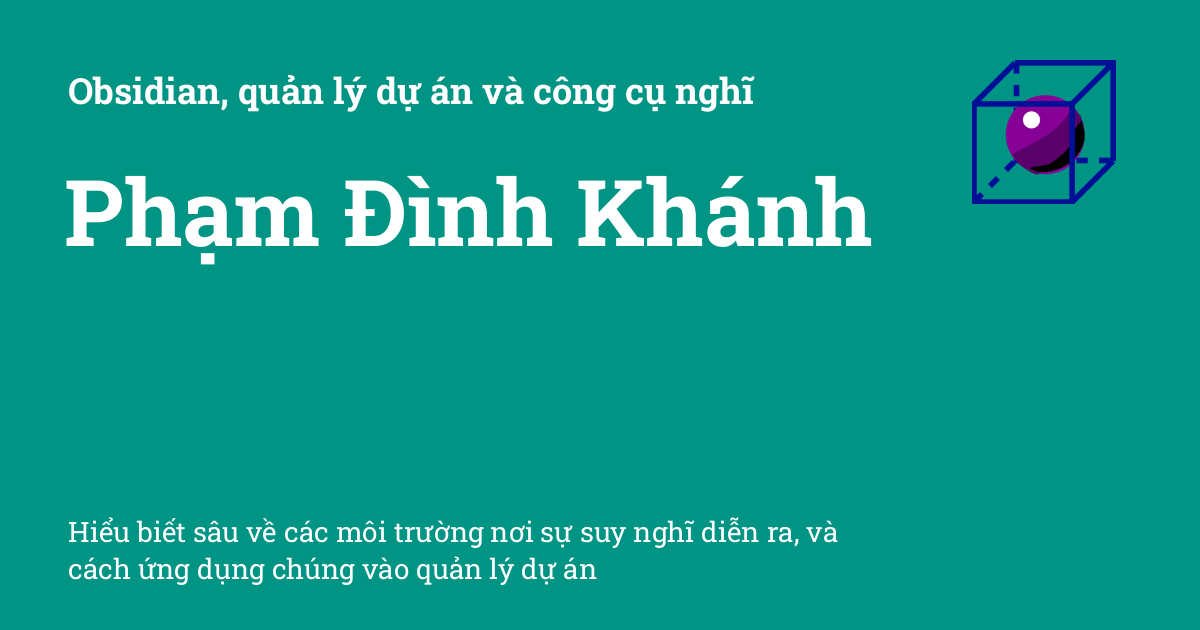 Obsidian, quản lý dự án và công cụ nghĩ
Phạm Đình Khánh
Hiểu biết sâu về các môi trường nơi sự suy nghĩ diễn ra, và
cách ứng dụng chúng vào quản lý dự án